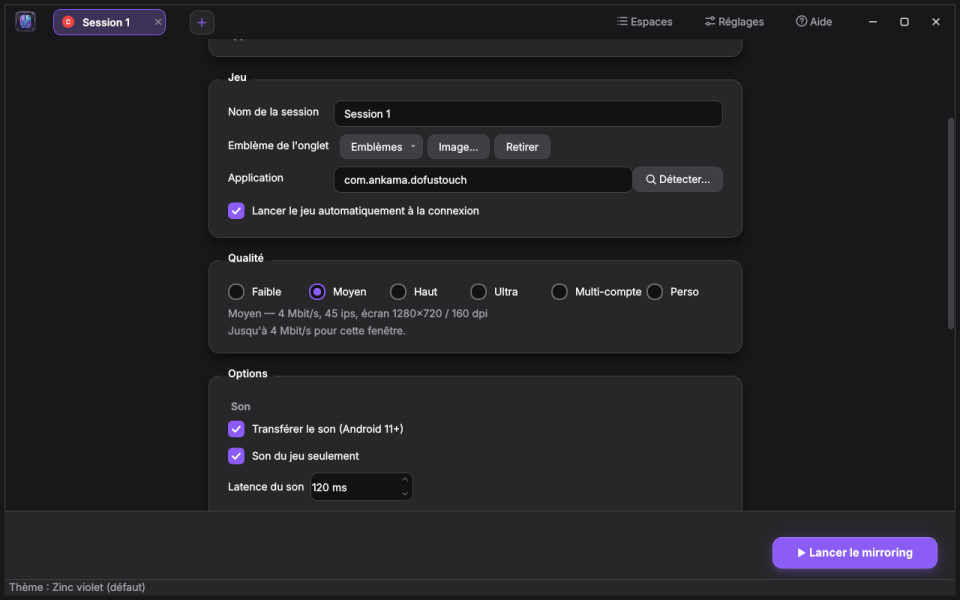 C Session 1 × +
Espaces Réglages Aide
Jeu
Nom de la session Session 1
Emblème de l'onglet Emblèmes Image... Retirer
Application com.ankama.dofustouch Détecter...
Lancer le jeu automatiquement à la connexion
Qualité
Faible Moyen Haut Ultra Multi-compte Perso
Moyen — 4 Mbit/s, 45 ips, écran 1280×720 / 160 dpi
Jusqu'à 4 Mbit/s pour cette fenêtre.
Options
Son
Transférer le son (Android 11+)
Son du jeu seulement
Latence du son 120 ms
Lancer le mirroring
Thème : Zinc violet (défaut)